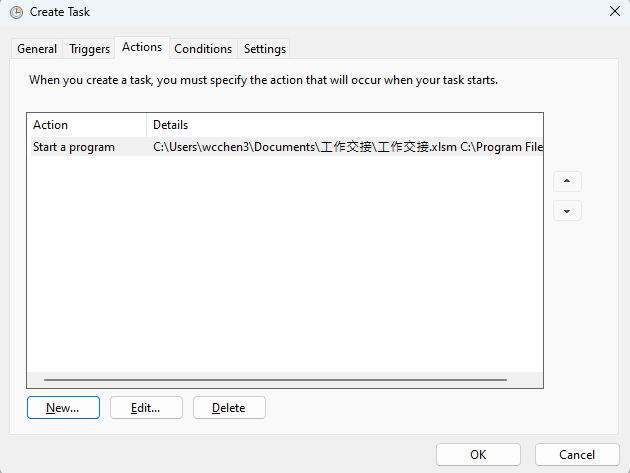 Create Task
General Triggers Actions Conditions Settings
When you create a task, you must specify the action that will occur when your task starts.
Action Details
Start a program C:\Users\wcchen3\Documents\工作交接\工作交接.xlsm C:\Program File
New... Edit... Delete
OK Cancel